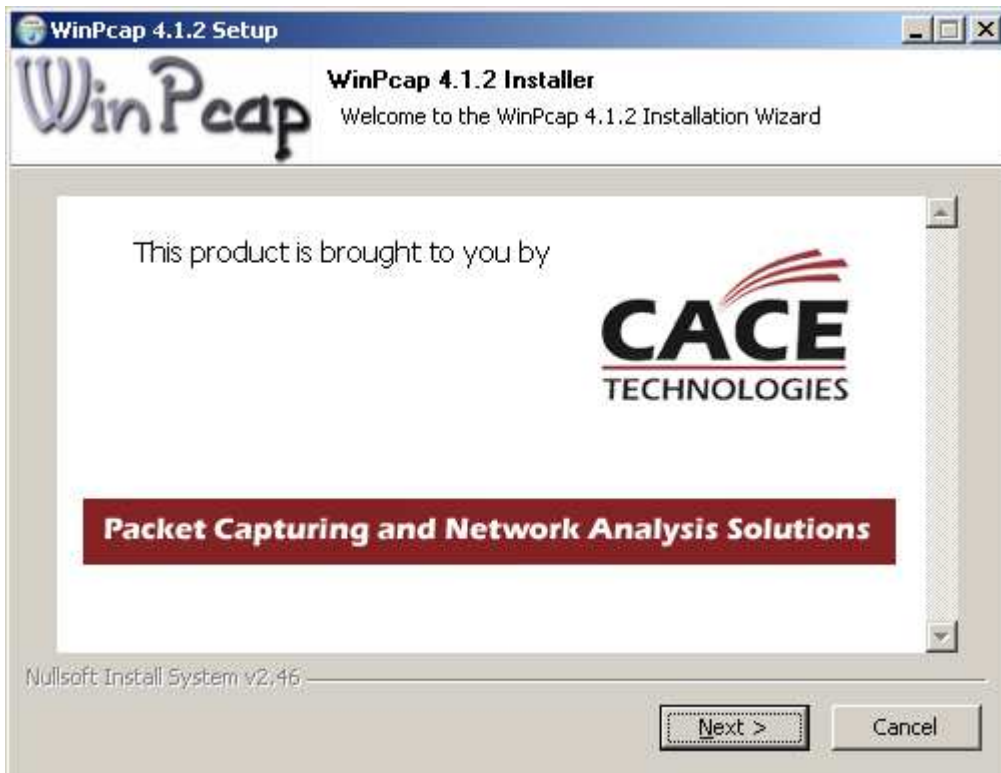 WinPcap 4.1.2 Setup
WinPcap
WinPcap 4.1.2 Installer
Welcome to the WinPcap 4.1.2 Installation Wizard
This product is brought to you by
CACE
TECHNOLOGIES
Packet Capturing and Network Analysis Solutions
Nullsoft Install System v2.46
Next >
Cancel